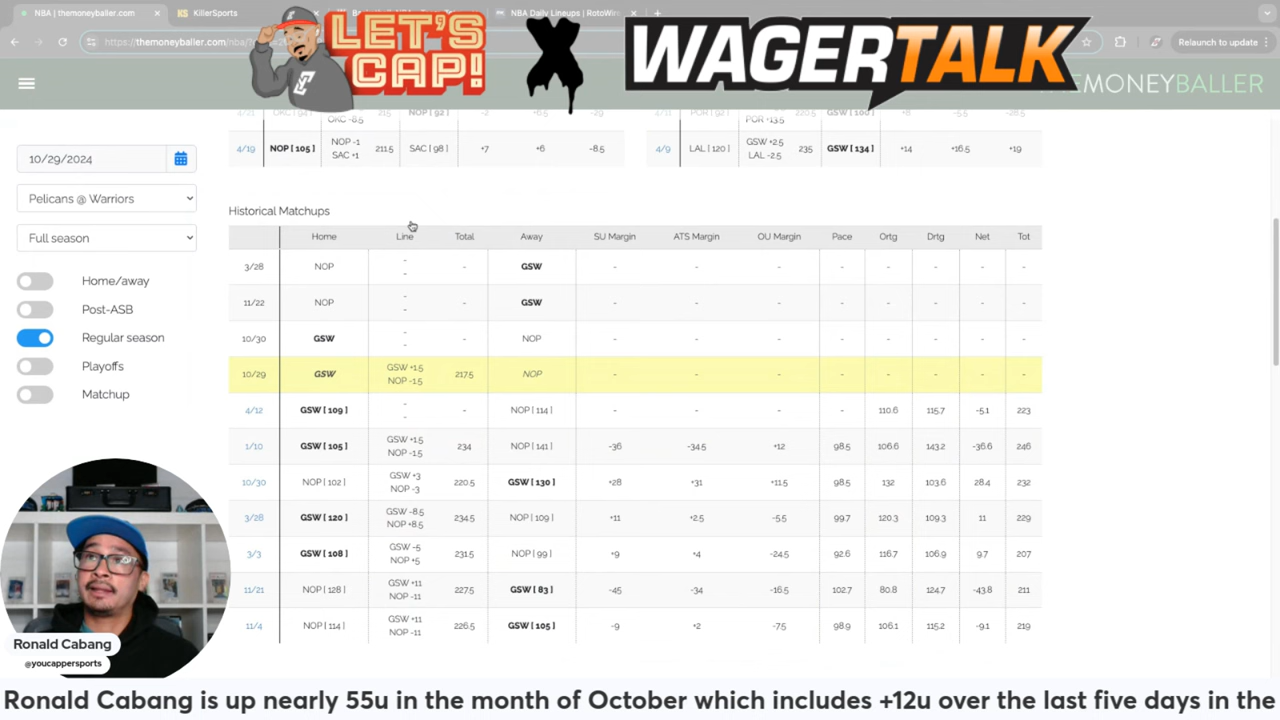 NBA | themoneyballer.com
KillerSports
NBA Daily Lineups | RotoWir
https://themoneyballer.com/nba/
Relaunch to update
LET'S CAP!
X
WAGERTALK
THEMONEYBALLER
OKC -8.5 NOP [ 92 ]
POR +13.5
4/19 NOP [ 105 ] NOP -1 211.5 SAC [ 98 ] +7 +6 -8.5
SAC +1
4/9 LAL [ 120 ] GSW +2.5 235 GSW [ 134 ] +14 +16.5 +19
LAL -2.5
10/29/2024
Pelicans @ Warriors
Full season
Home/away
Post-ASB
Regular season
Playoffs
Matchup
Historical Matchups
Home Line Total Away SU Margin ATS Margin OU Margin Pace Ortg Drtg Net Tot
3/28 NOP - - GSW - - - - - - - -
-
11/22 NOP - - GSW - - - - - - - -
-
10/30 GSW - - NOP - - - - - - - -
-
10/29 GSW GSW +1.5 217.5 NOP - - - - - - - -
NOP -1.5
4/12 GSW [ 109 ] - - NOP [ 114 ] - - - - 110.6 115.7 -5.1 223
-
1/10 GSW [ 105 ] GSW +1.5 234 NOP [ 141 ] -36 -34.5 +12 98.5 106.6 143.2 -36.6 246
NOP -1.5
10/30 NOP [ 102 ] GSW +3 220.5 GSW [ 130 ] +28 +31 +11.5 98.5 132 103.6 28.4 232
NOP -3
3/28 GSW [ 120 ] GSW -8.5 234.5 NOP [ 109 ] +11 +2.5 -5.5 99.7 120.3 109.3 11 229
NOP +8.5
3/3 GSW [ 108 ] GSW -5 231.5 NOP [ 99 ] +9 +4 -24.5 92.6 116.7 106.9 9.7 207
NOP +5
11/21 NOP [ 128 ] GSW +11 227.5 GSW [ 83 ] -45 -34 -16.5 102.7 80.8 124.7 -43.8 211
NOP -11
11/4 NOP [ 114 ] GSW +11 226.5 GSW [ 105 ] -9 +2 -7.5 98.9 106.1 115.2 -9.1 219
NOP -11
Ronald Cabang
@youcappersports
Ronald Cabang is up nearly 55u in the month of October which includes +12u over the last five days in the